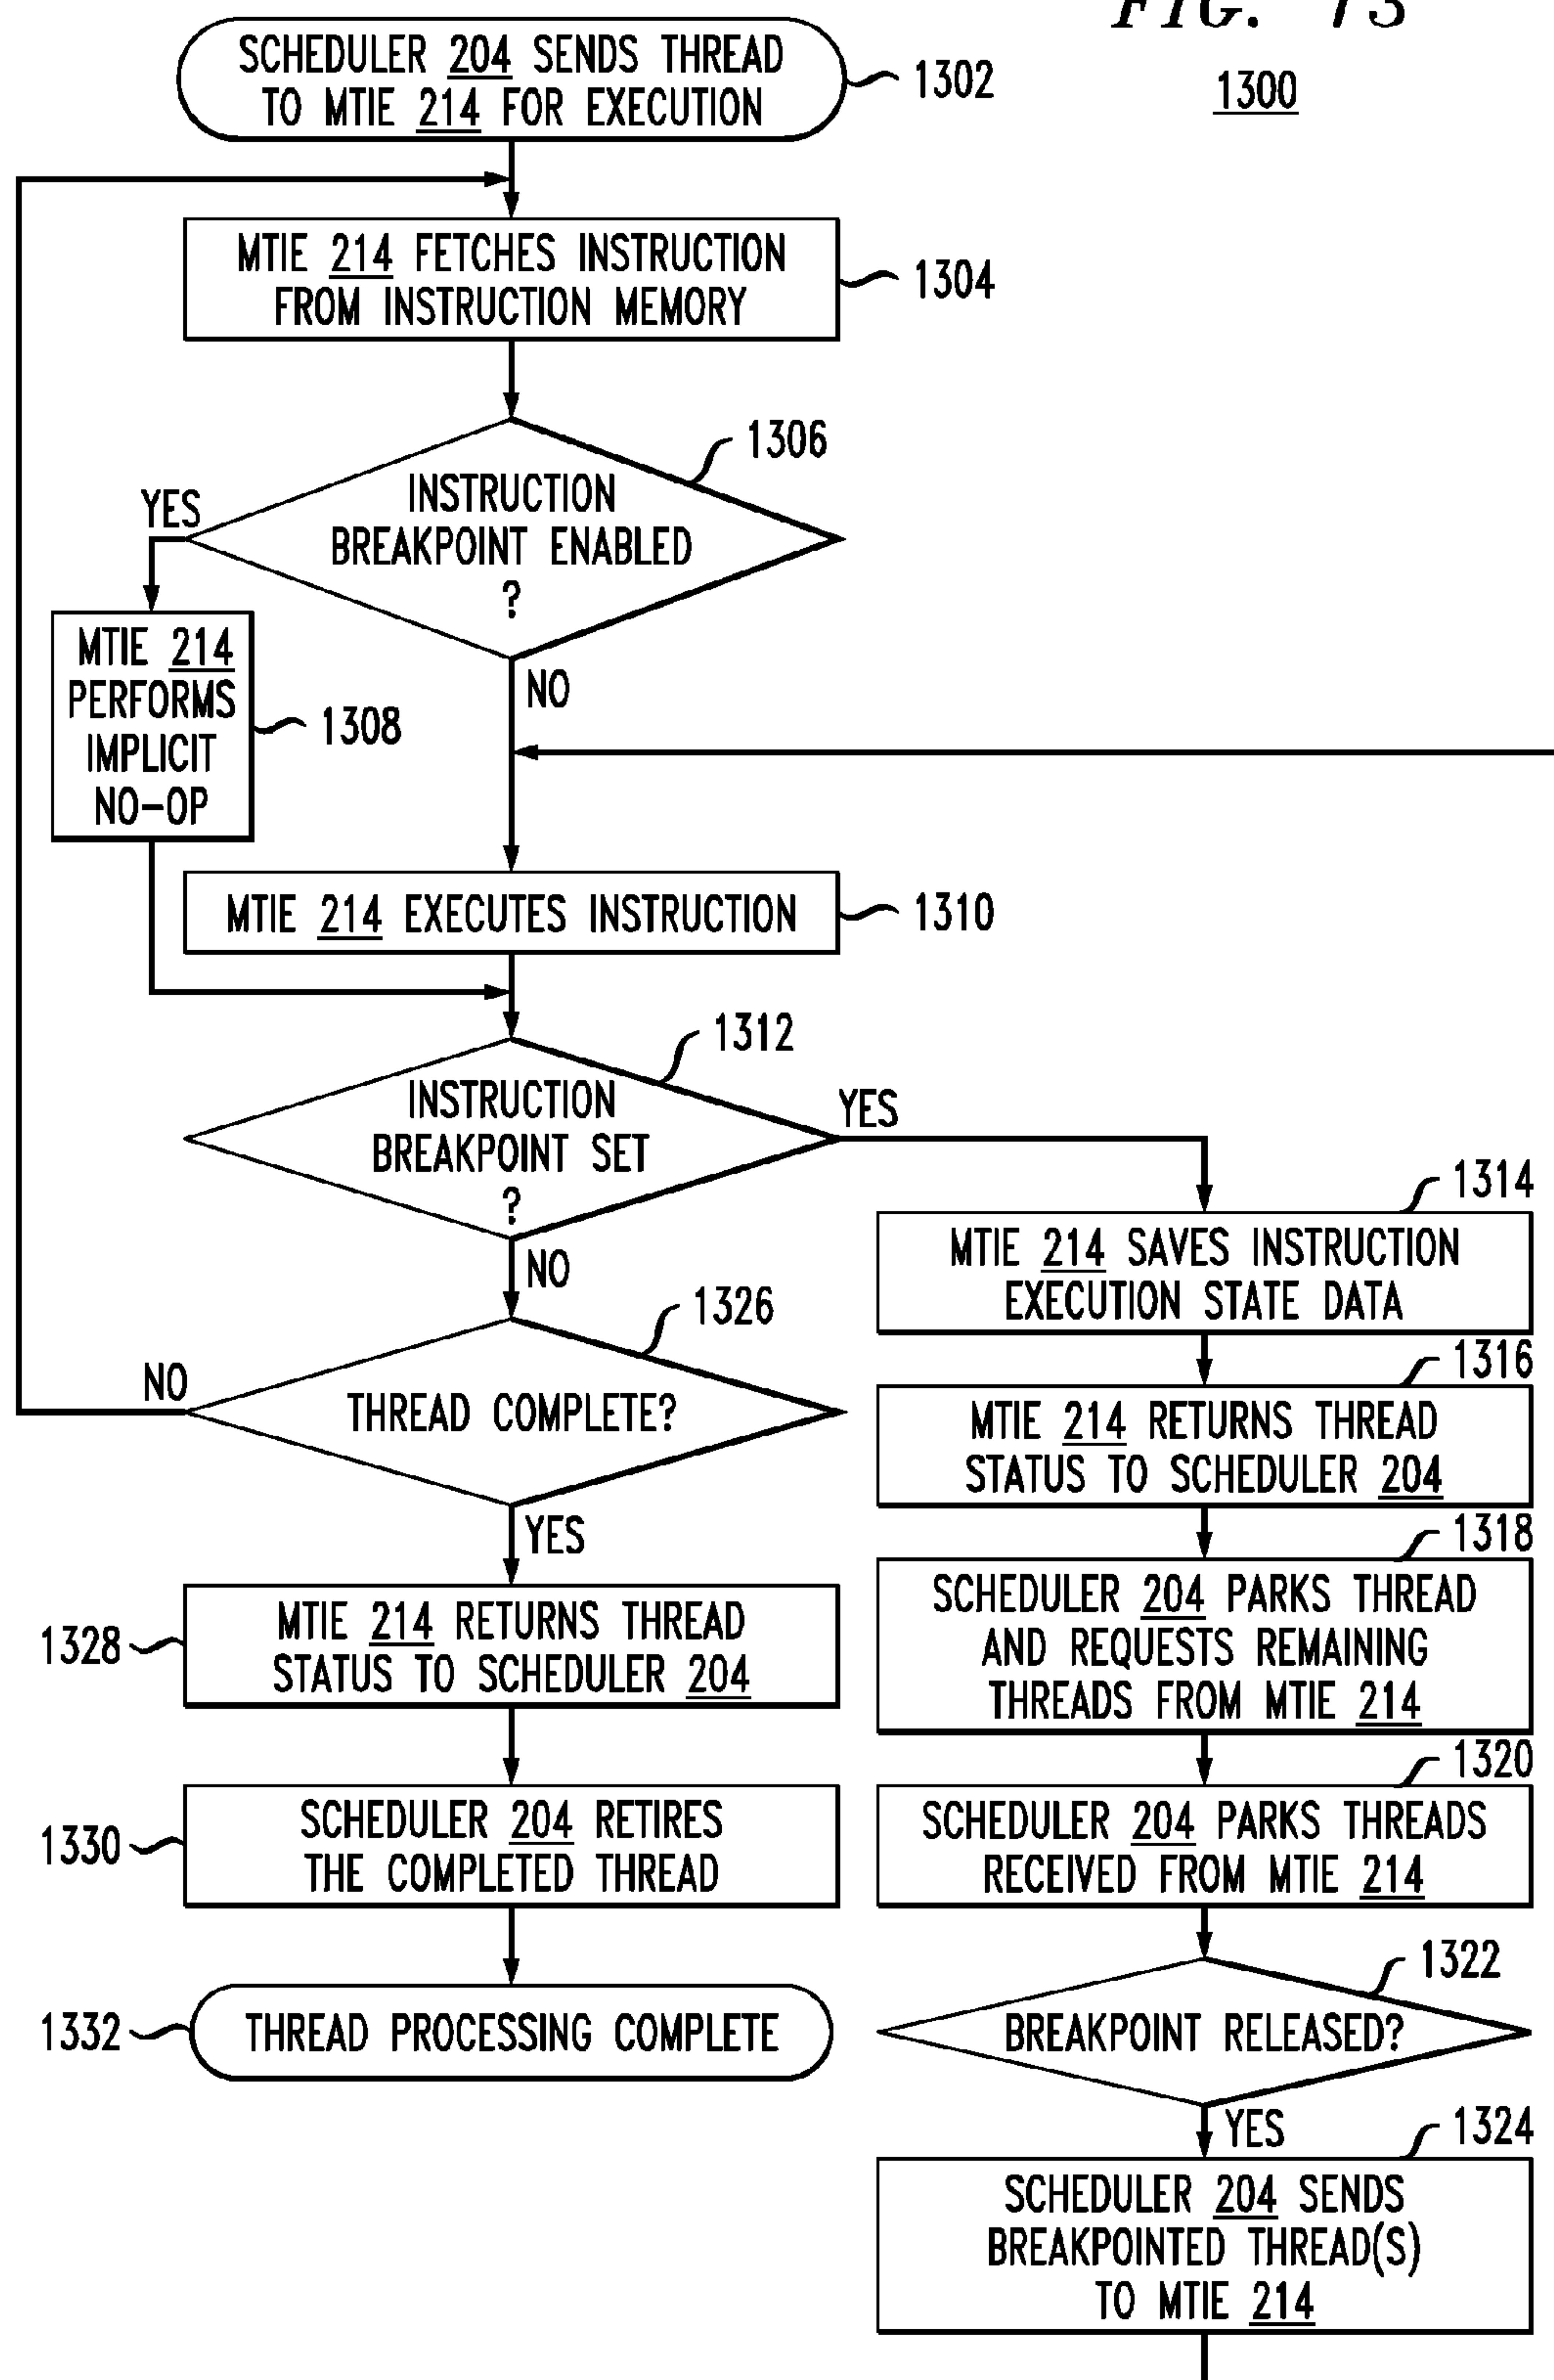 FIG. 13
1300
SCHEDULER 204 SENDS THREAD
TO MTIE 214 FOR EXECUTION
1302
MTIE 214 FETCHES INSTRUCTION
FROM INSTRUCTION MEMORY
1304
1306
INSTRUCTION
BREAKPOINT ENABLED
?
YES
NO
MTIE 214
PERFORMS
IMPLICIT
NO-OP
1308
MTIE 214 EXECUTES INSTRUCTION
1310
1312
INSTRUCTION
BREAKPOINT SET
?
YES
NO
1314
MTIE 214 SAVES INSTRUCTION
EXECUTION STATE DATA
1326
THREAD COMPLETE?
NO
YES
1316
MTIE 214 RETURNS THREAD
STATUS TO SCHEDULER 204
1318
SCHEDULER 204 PARKS THREAD
AND REQUESTS REMAINING
THREADS FROM MTIE 214
1328
MTIE 214 RETURNS THREAD
STATUS TO SCHEDULER 204
1320
SCHEDULER 204 PARKS THREADS
RECEIVED FROM MTIE 214
1330
SCHEDULER 204 RETIRES
THE COMPLETED THREAD
1322
BREAKPOINT RELEASED?
YES
1332
THREAD PROCESSING COMPLETE
1324
SCHEDULER 204 SENDS
BREAKPOINTED THREAD(S)
TO MTIE 214